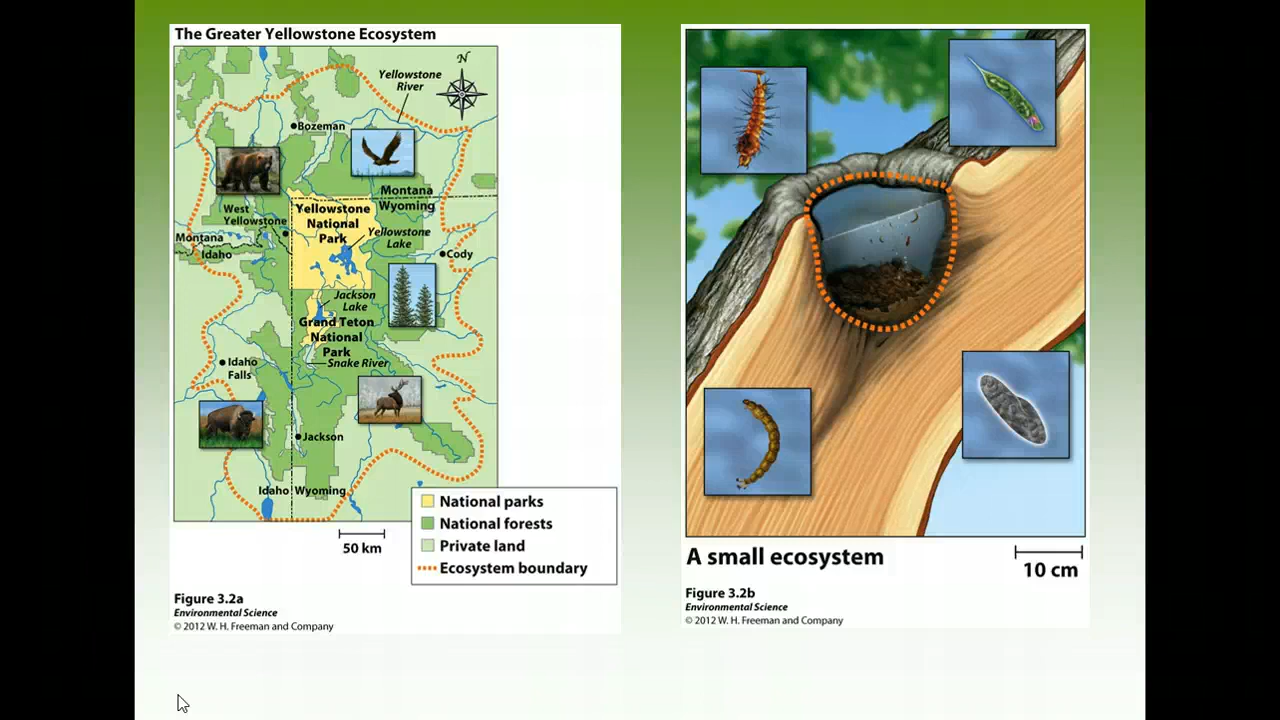 The Greater Yellowstone Ecosystem
N
Yellowstone
River
Bozeman
Montana
Wyoming
West
Yellowstone
Yellowstone
National
Park
Yellowstone
Lake
Montana
Idaho
Cody
Jackson
Lake
Grand Teton
National
Park
Snake River
Idaho
Falls
Jackson
Idaho
Wyoming
National parks
National forests
Private land
Ecosystem boundary
50 km
Figure 3.2a
Environmental Science
© 2012 W. H. Freeman and Company
A small ecosystem
10 cm
Figure 3.2b
Environmental Science
© 2012 W. H. Freeman and Company